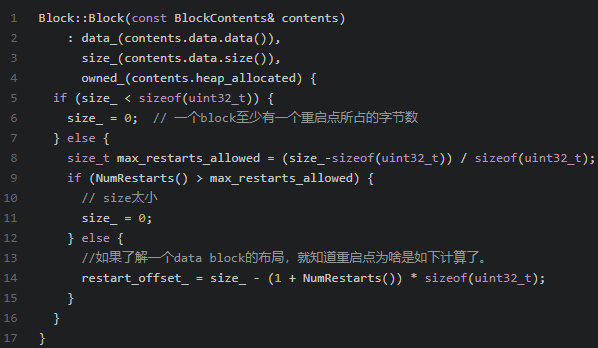 1 Block::Block(const BlockContents& contents)
2     : data_(contents.data.data()),
3       size_(contents.data.size()),
4       owned_(contents.heap_allocated) {
5   if (size_ < sizeof(uint32_t)) {
6     size_ = 0;  // 一个block至少有一个重启点所占的字节数
7   } else {
8     size_t max_restarts_allowed = (size_-sizeof(uint32_t)) / sizeof(uint32_t);
9     if (NumRestarts() > max_restarts_allowed) {
10       // size太小
11       size_ = 0;
12     } else {
13       //如果了解一个data block的布局，就知道重启点为啥是如下计算了。
14       restart_offset_ = size_ - (1 + NumRestarts()) * sizeof(uint32_t);
15     }
16   }
17 }